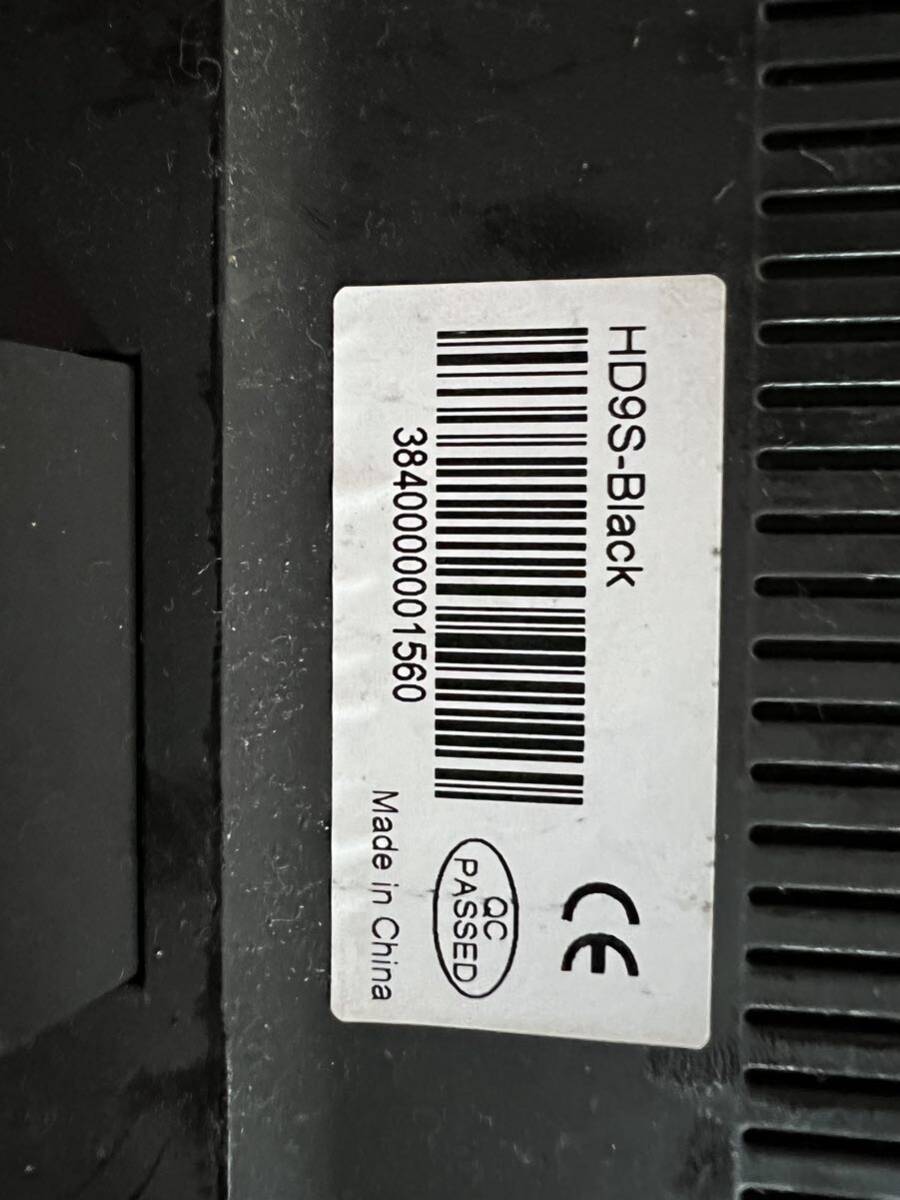 HD9S-Black
3840000001560
CE
QC
PASSED
Made in China